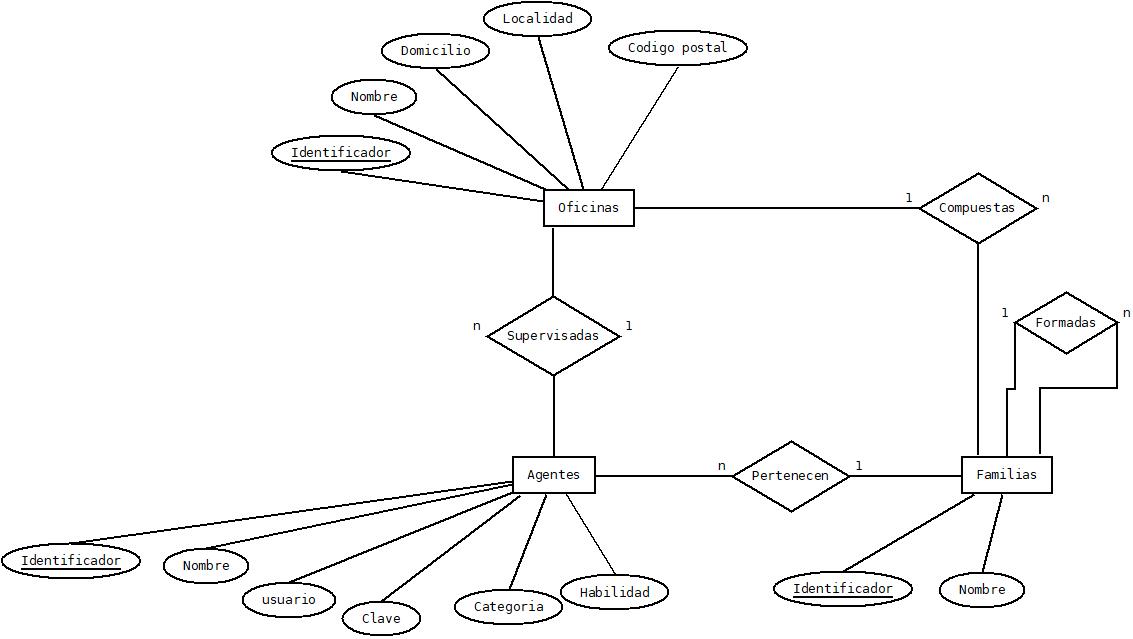 Localidad
Domicilio
Codigo postal
Nombre
Identificador
Oficinas
1
Compuestas
n
1
Formadas
n
n
Supervisadas
1
Agentes
n
Pertenecen
1
Familias
Identificador
Nombre
usuario
Clave
Categoria
Habilidad
Identificador
Nombre